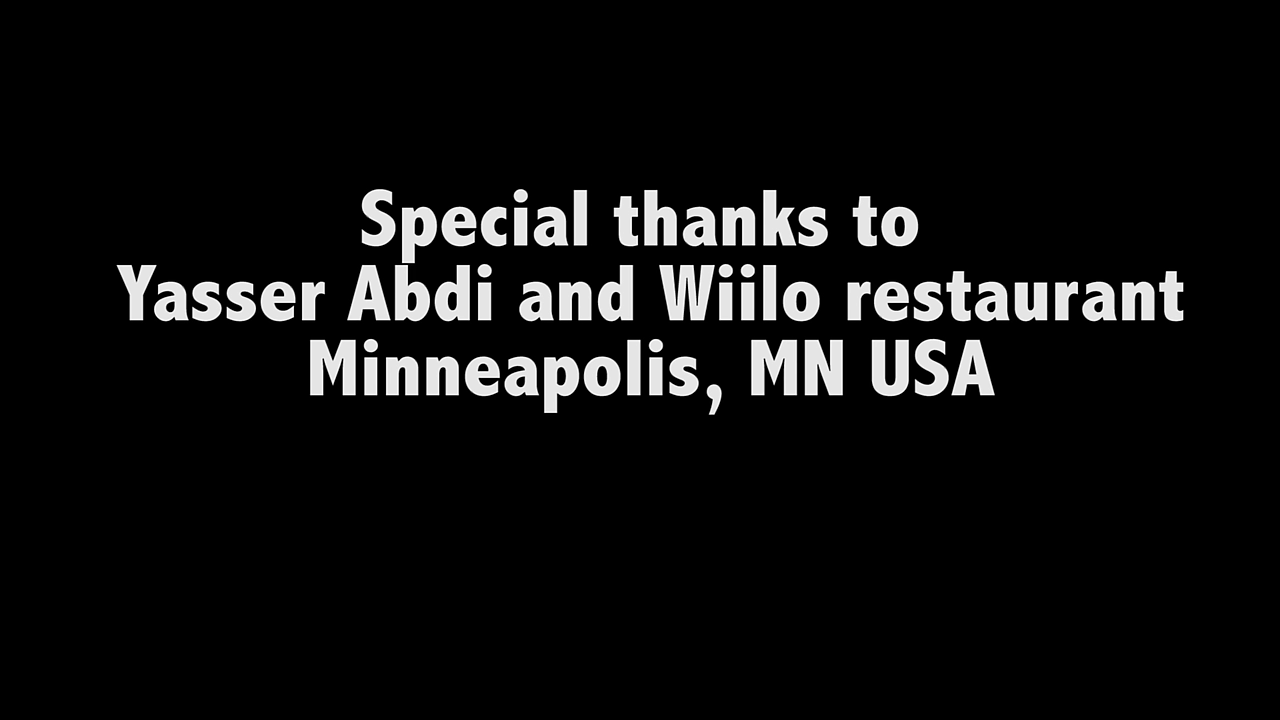 Special thanks to
Yasser Abdi and Wiilo restaurant
Minneapolis, MN USA